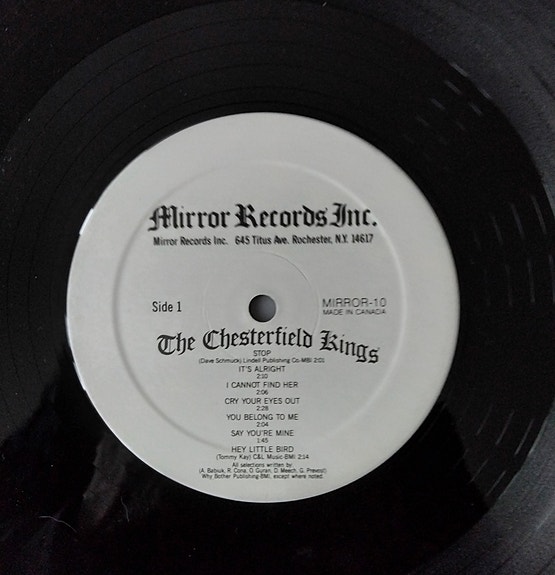 Mirror Records Inc.
Mirror Records Inc. 645 Titus Ave. Rochester, N.Y. 14617
Side 1
MIRROR-10
MADE IN CANADA
The Chesterfield Kings
STOP
(Dave Schmuck) Lindell Publishing Co-MBI 2:01
IT'S ALRIGHT
2:10
I CANNOT FIND HER
2:06
CRY YOUR EYES OUT
2:28
YOU BELONG TO ME
2:04
SAY YOU'RE MINE
1:45
HEY LITTLE BIRD
(Tommy Kay) C&L Music-BMI 2:14
All selections written by:
(A. Babiuk, R. Cona, O. Guran, D. Meech, G. Prevost)
Why Bother Publishing-BMI, except where noted.